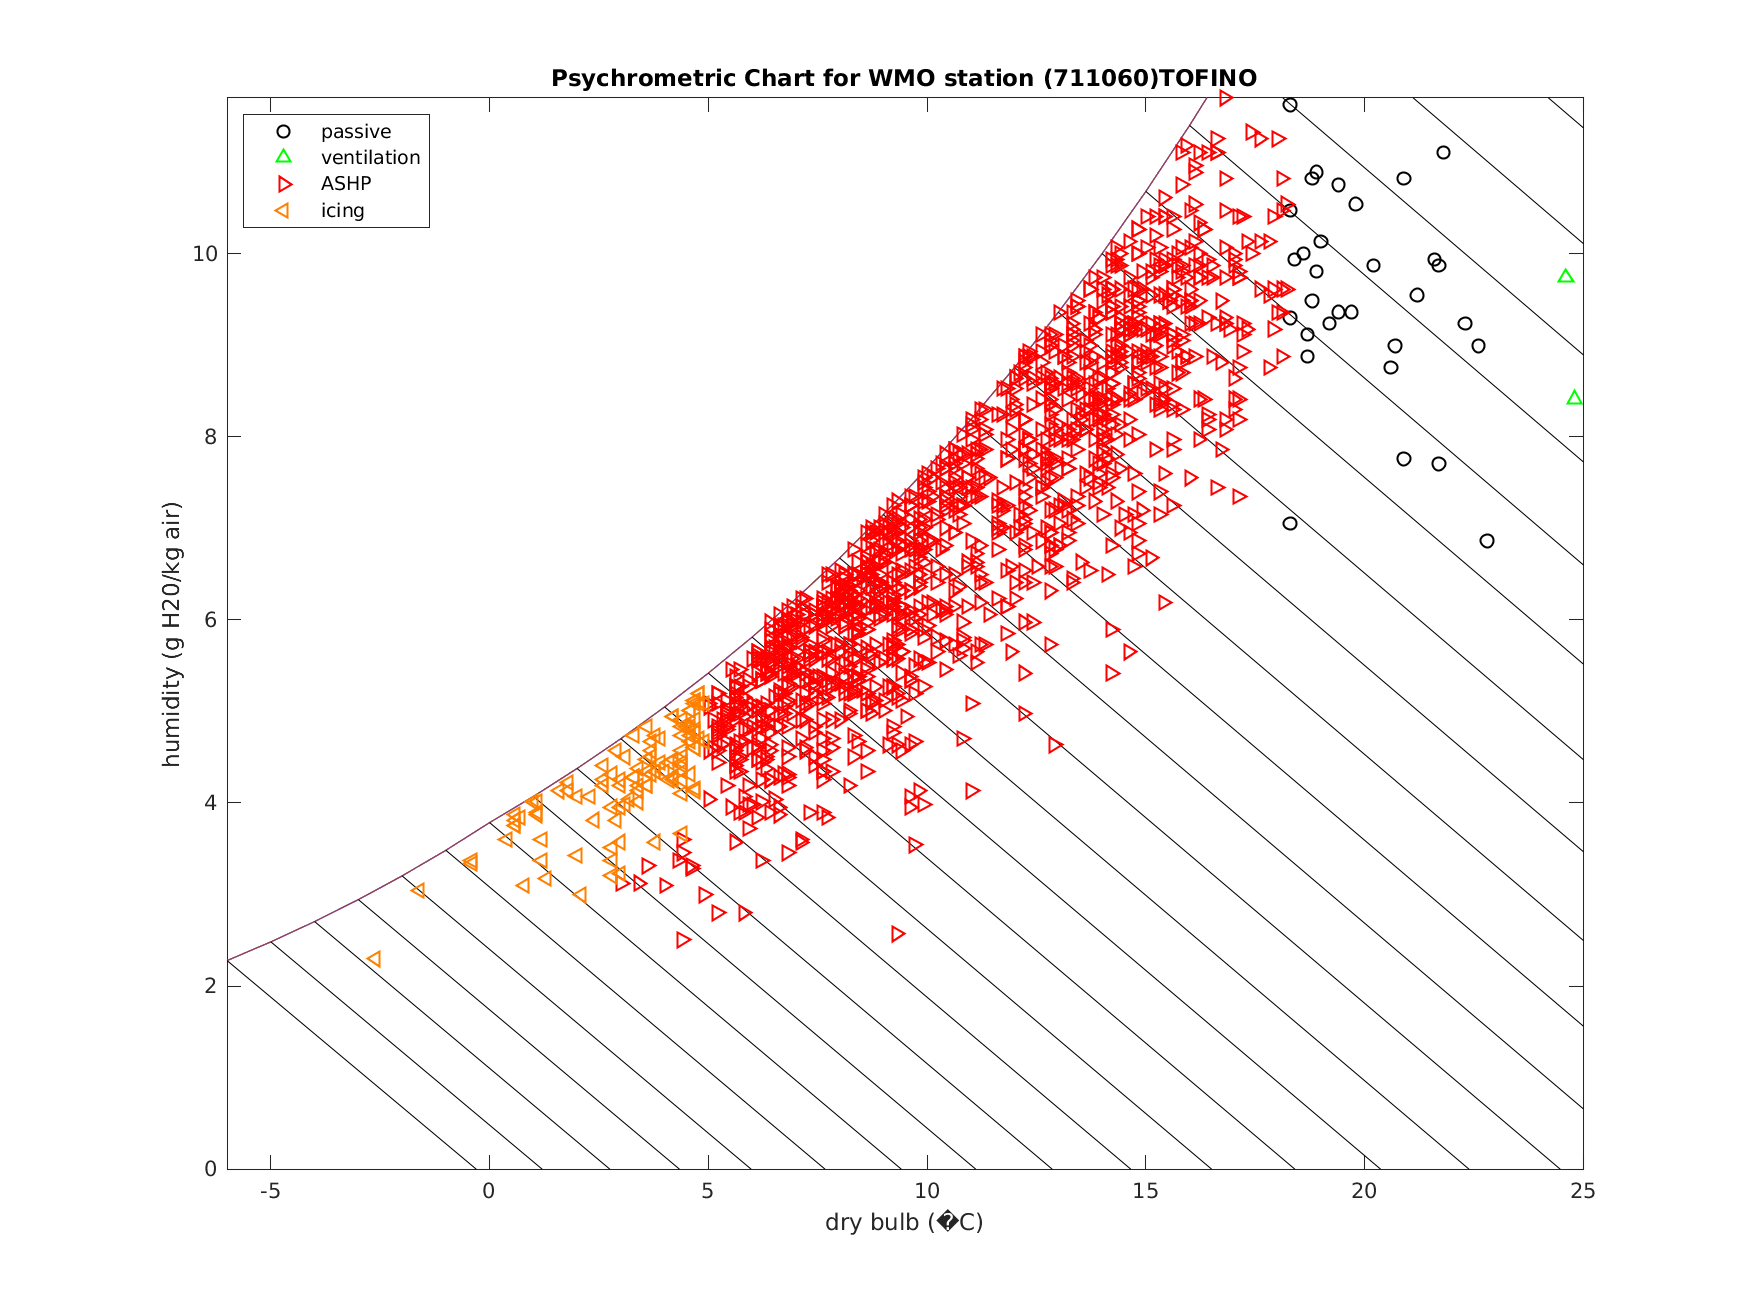 Psychrometric Chart for WMO station (711060)TOFINO
passive
ventilation
ASHP
icing
humidity (g H20/kg air)
10
8
6
4
2
0
-5 0 5 10 15 20 25
dry bulb (�C)